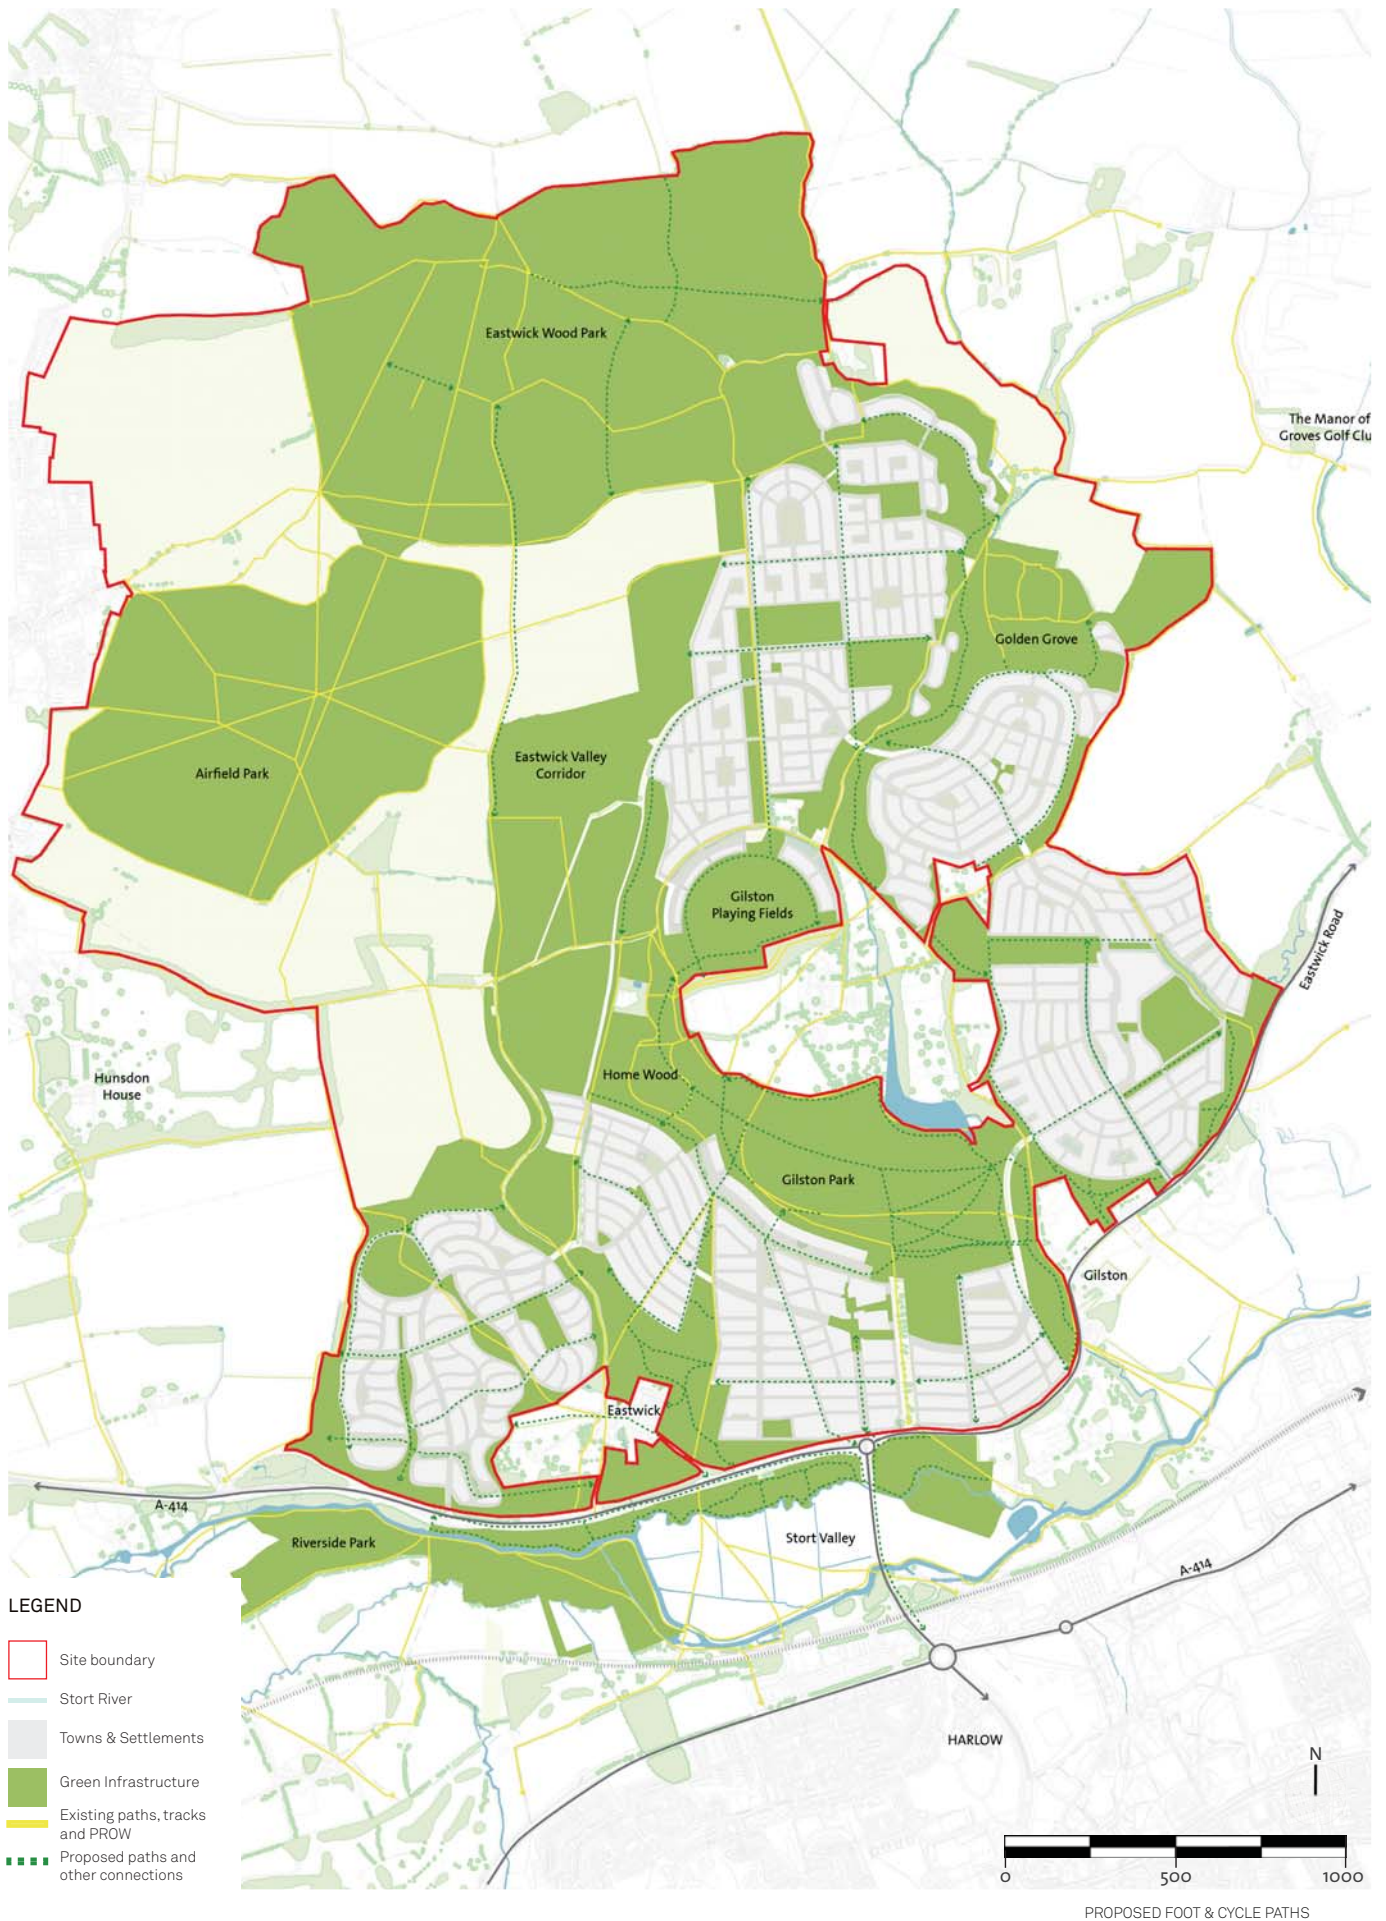 Eastwick Wood Park
The Manor of
Groves Golf Clu
Golden Grove
Eastwick Valley
Corridor
Airfield Park
Gilston
Playing Fields
Eastwick Road
Hunsdon
House
Home Wood
Gilston Park
Gilston
Eastwick
A-414
Riverside Park
Stort Valley
A-414
HARLOW
LEGEND
Site boundary
Stort River
Towns & Settlements
Green Infrastructure
Existing paths, tracks
and PROW
Proposed paths and
other connections
N
0 500 1000
PROPOSED FOOT & CYCLE PATHS